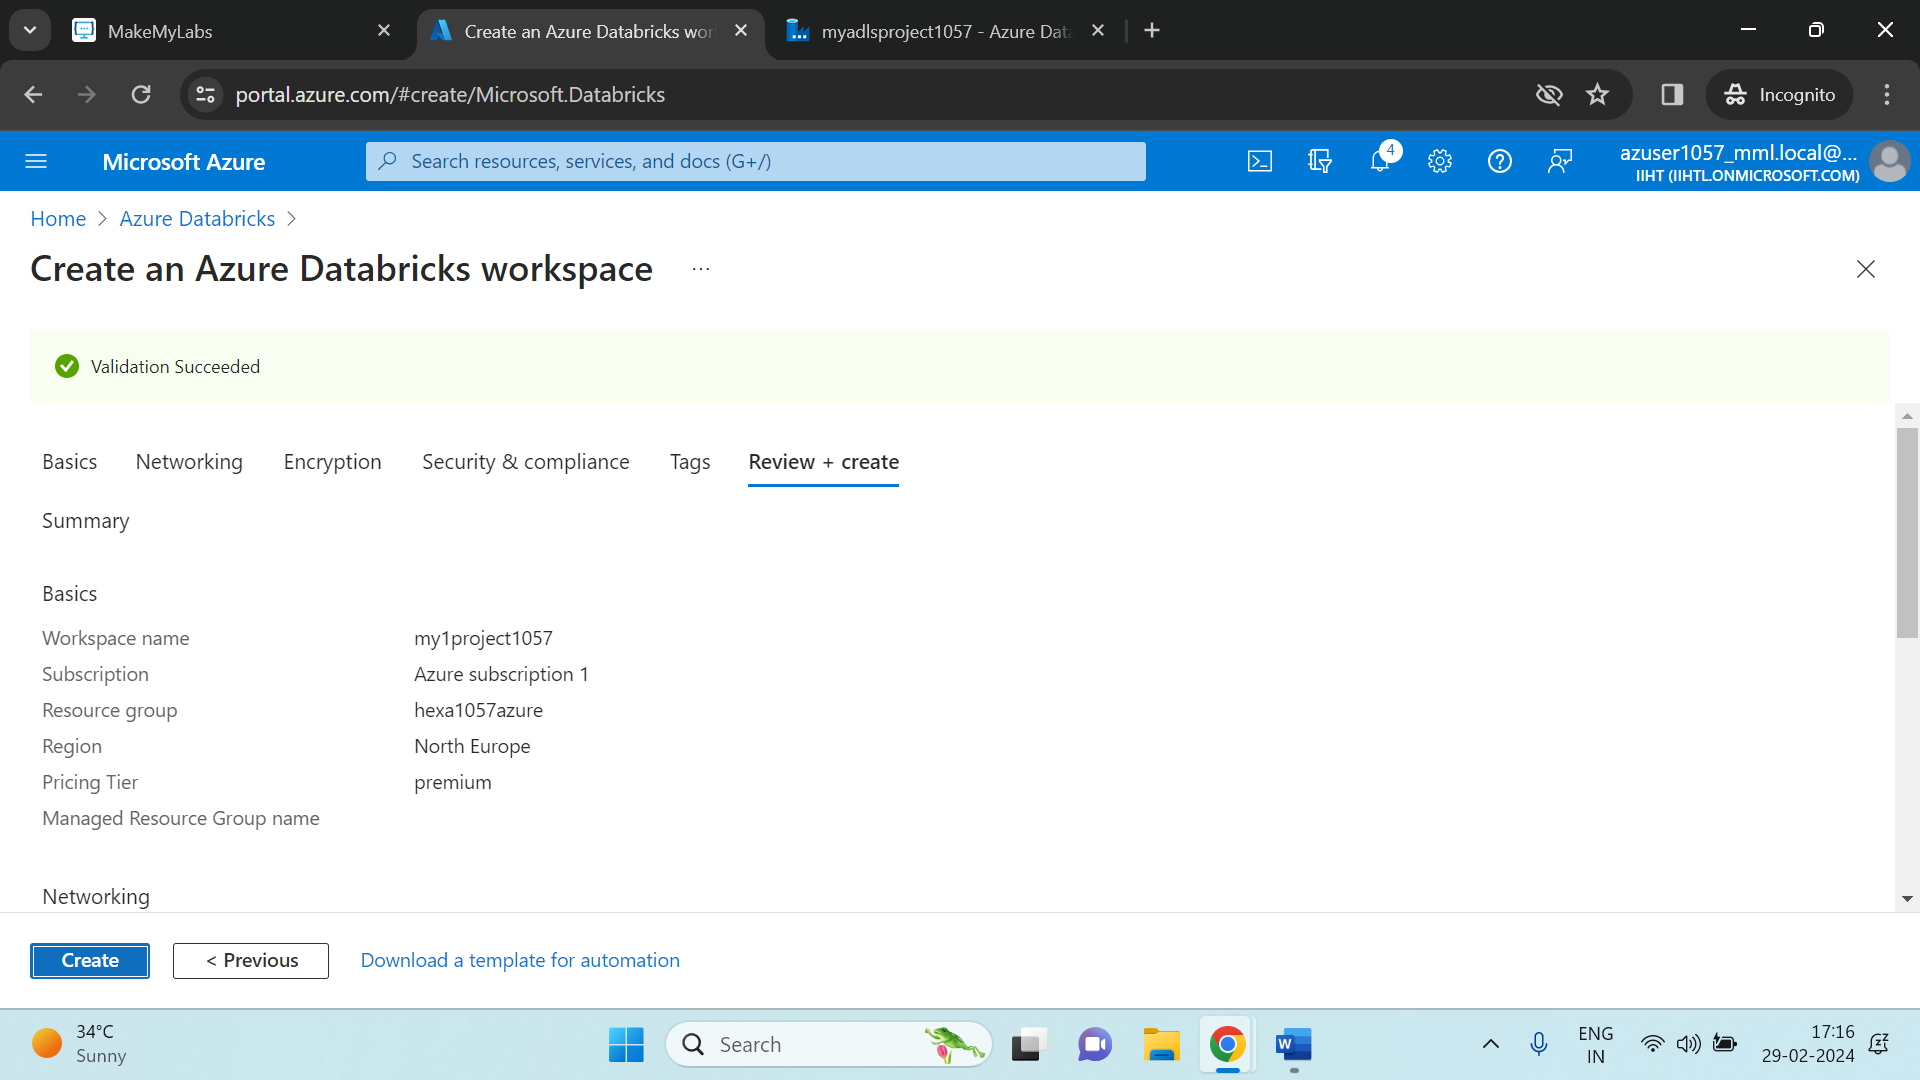 MakeMyLabs
Create an Azure Databricks wor
myadlsproject1057 - Azure Data
portal.azure.com/#create/Microsoft.Databricks
Incognito
Microsoft Azure
Search resources, services, and docs (G+/)
4
azuser1057_mml.local@...
IIHT (IIHTL.ONMICROSOFT.COM)
Home > Azure Databricks >
Create an Azure Databricks workspace ...
Validation Succeeded
Basics Networking Encryption Security & compliance Tags Review + create
Summary
Basics
Workspace name my1project1057
Subscription Azure subscription 1
Resource group hexa1057azure
Region North Europe
Pricing Tier premium
Managed Resource Group name
Networking
Create < Previous Download a template for automation
34°C
Sunny
Search
ENG
IN
17:16
29-02-2024